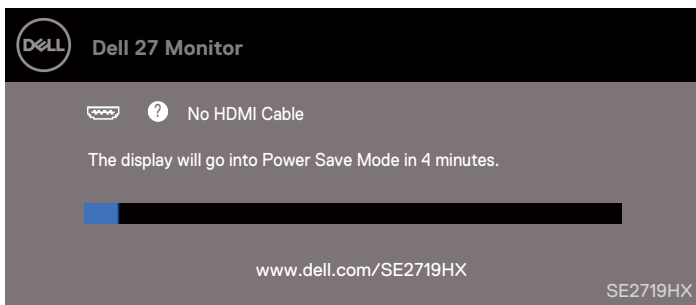 DELL
Dell 27 Monitor
? No HDMI Cable
The display will go into Power Save Mode in 4 minutes.
www.dell.com/SE2719HX
SE2719HX